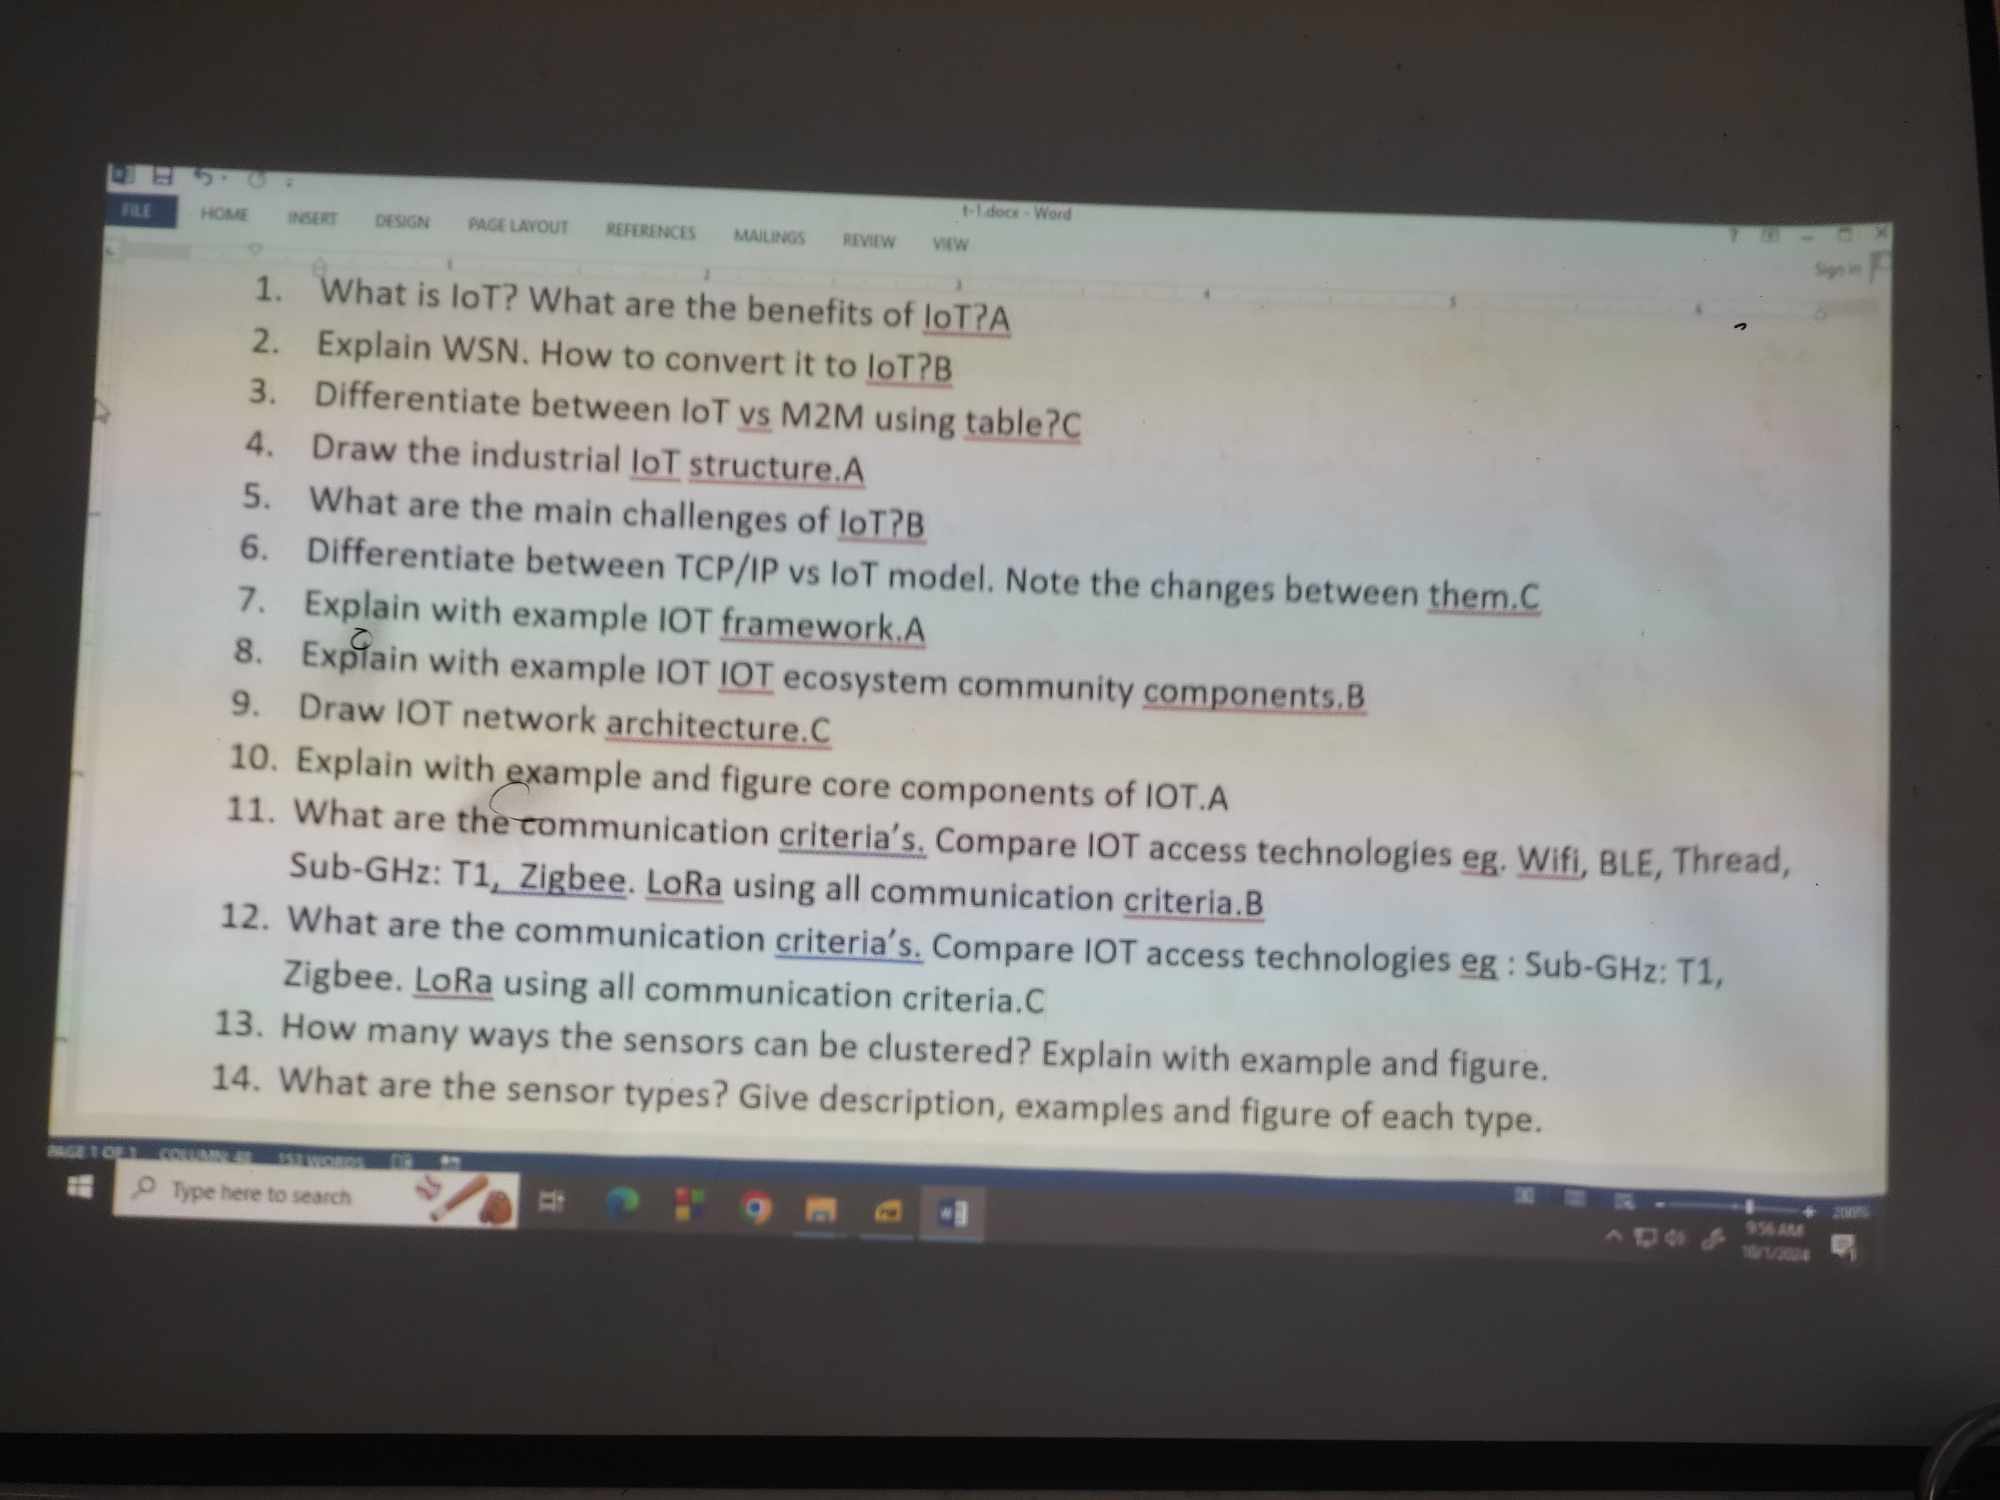 t-1.docx - Word
FILE HOME INSERT DESIGN PAGE LAYOUT REFERENCES MAILINGS REVIEW VIEW
Sign in
1. What is IoT? What are the benefits of IoT?A
2. Explain WSN. How to convert it to IoT?B
3. Differentiate between IoT vs M2M using table?C
4. Draw the industrial IoT structure.A
5. What are the main challenges of IoT?B
6. Differentiate between TCP/IP vs IoT model. Note the changes between them.C
7. Explain with example IOT framework.A
8. Explain with example IOT IOT ecosystem community components.B
9. Draw IOT network architecture.C
10. Explain with example and figure core components of IOT.A
11. What are the communication criteria’s. Compare IOT access technologies eg. Wifi, BLE, Thread,
Sub-GHz: T1, Zigbee. LoRa using all communication criteria.B
12. What are the communication criteria’s. Compare IOT access technologies eg : Sub-GHz: T1,
Zigbee. LoRa using all communication criteria.C
13. How many ways the sensors can be clustered? Explain with example and figure.
14. What are the sensor types? Give description, examples and figure of each type.
PAGE 1 OF 1 COLUMN: 48 153 WORDS
200%
Type here to search
9:56 AM
10/1/2024